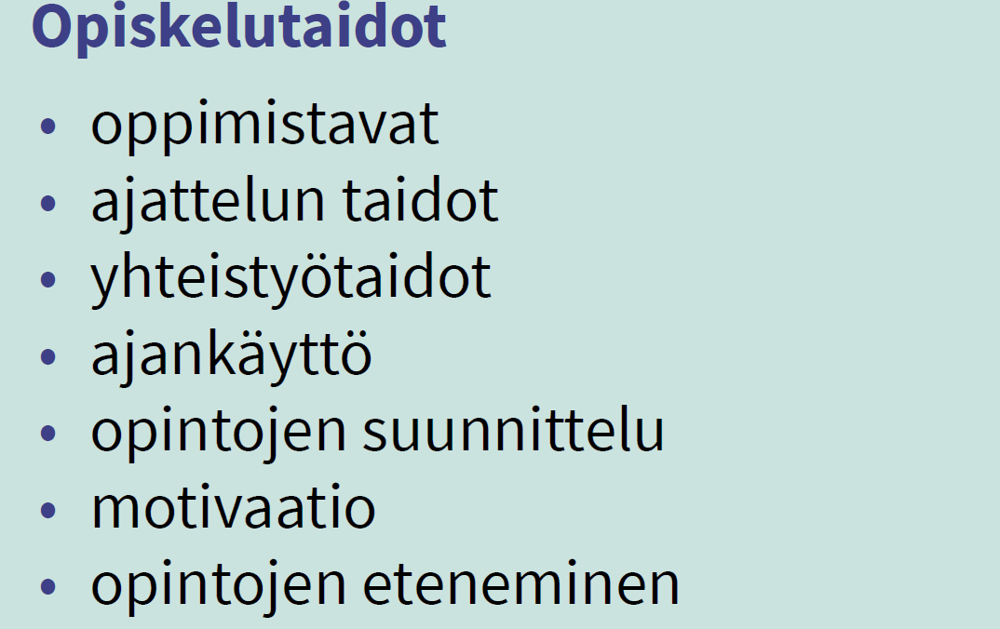 Opiskelutaidot
• oppimistavat
• ajattelun taidot
• yhteistyötaidot
• ajankäyttö
• opintojen suunnittelu
• motivaatio
• opintojen eteneminen